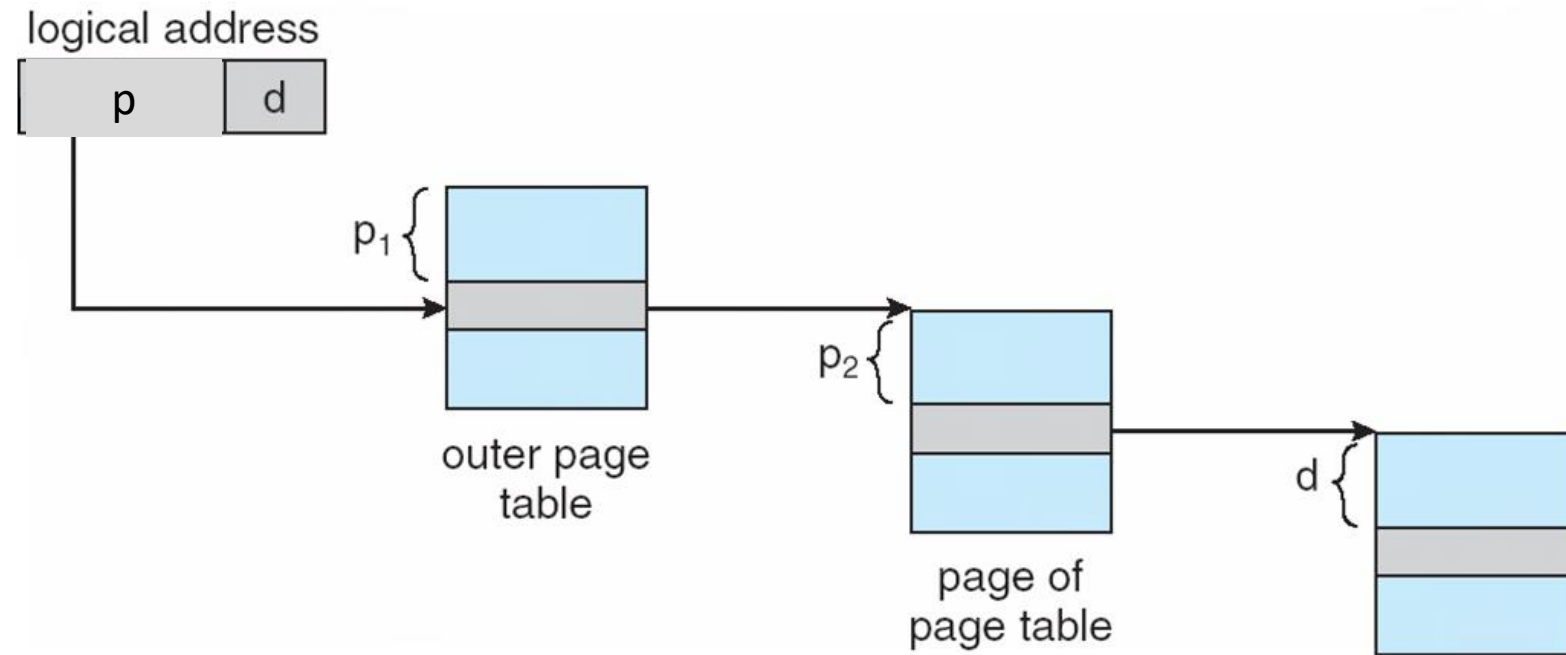 logical address
p
d
p₁
outer page
table
p₂
page of
page table
d